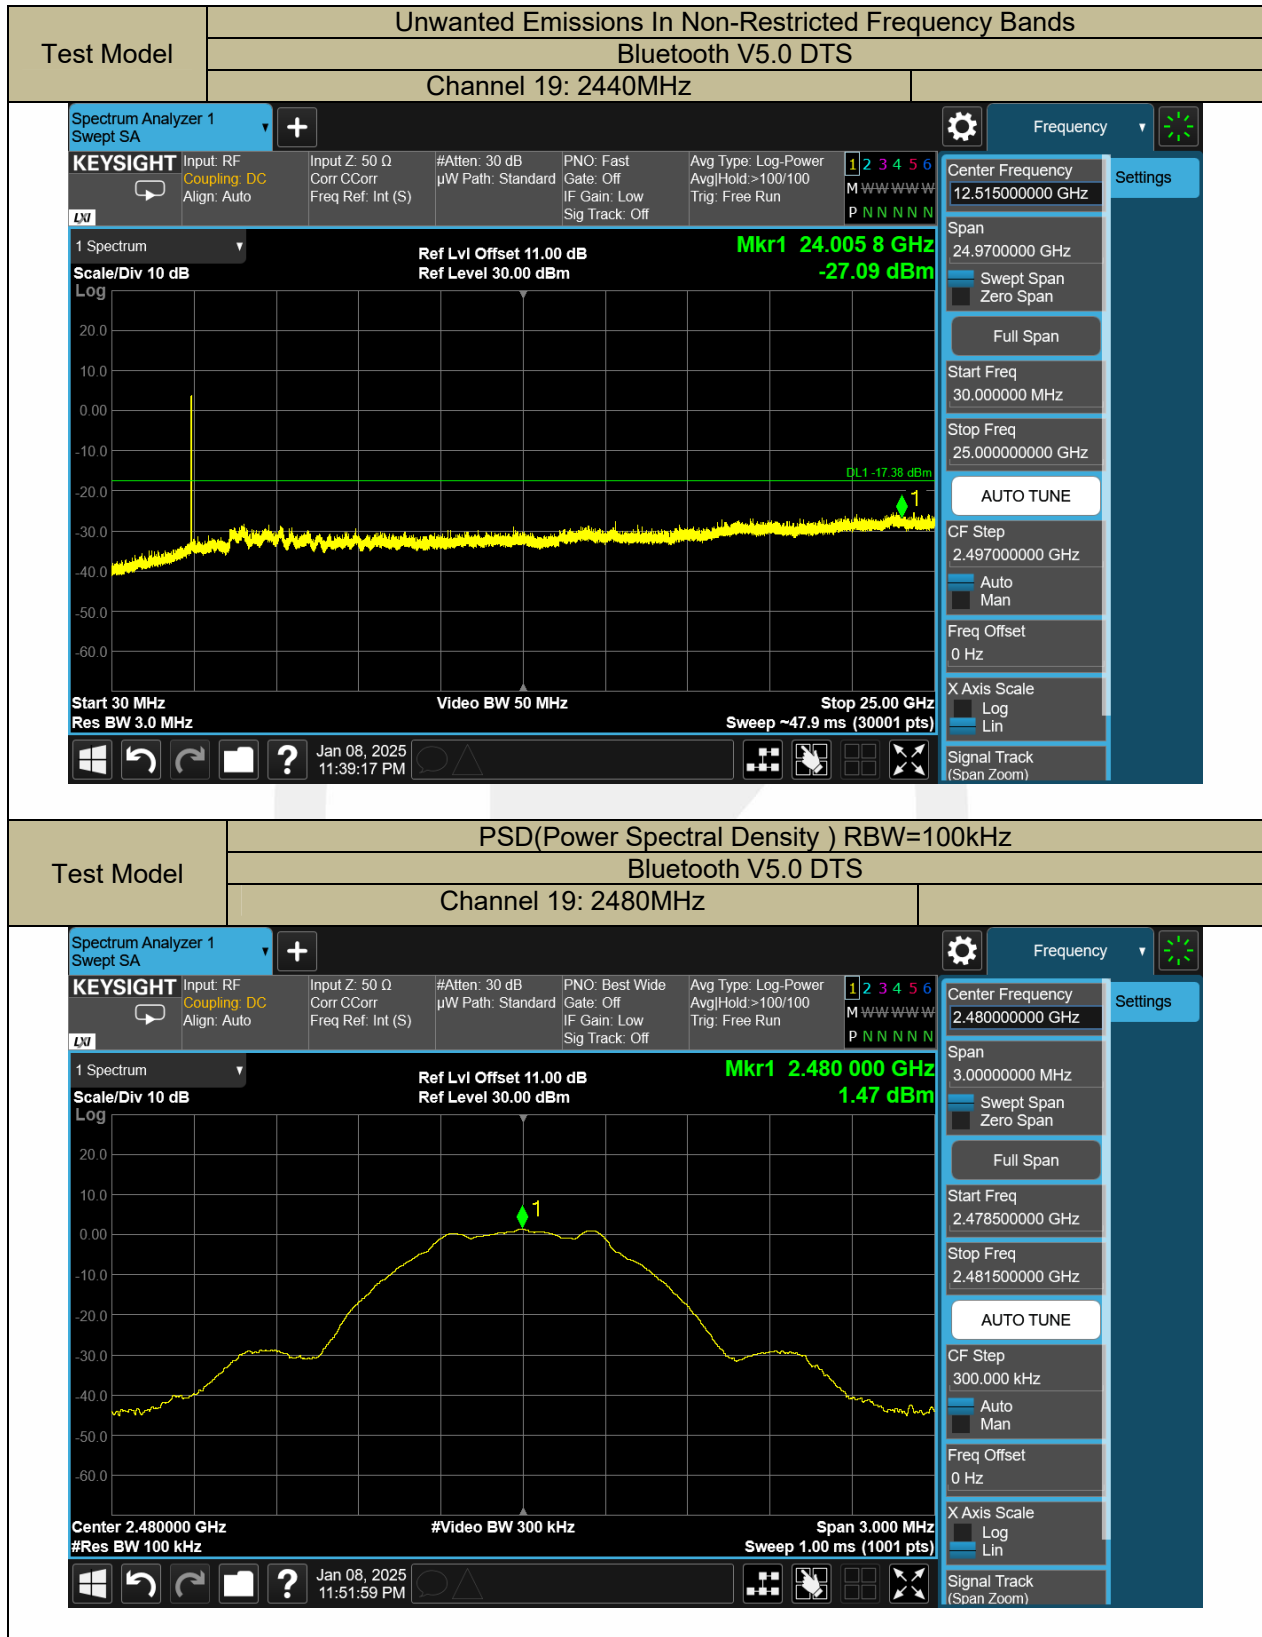 Test Model
Unwanted Emissions In Non-Restricted Frequency Bands
Bluetooth V5.0 DTS
Channel 19: 2440MHz
Spectrum Analyzer 1
Swept SA
Frequency
Settings
KEYSIGHT
LXI
Input: RF
Coupling: DC
Align: Auto
Input Z: 50 Ω
Corr CCorr
Freq Ref: Int (S)
#Atten: 30 dB
µW Path: Standard
PNO: Fast
Gate: Off
IF Gain: Low
Sig Track: Off
Avg Type: Log-Power
Avg|Hold:>100/100
Trig: Free Run
1 2 3 4 5 6
M W W W W W
P N N N N N
1 Spectrum
Scale/Div 10 dB
Log
Ref Lvl Offset 11.00 dB
Ref Level 30.00 dBm
Mkr1 24.005 8 GHz
-27.09 dBm
20.0
10.0
0.00
-10.0
-20.0
-30.0
-40.0
-50.0
-60.0
DL1 -17.38 dBm
1
Start 30 MHz
Res BW 3.0 MHz
Video BW 50 MHz
Stop 25.00 GHz
Sweep ~47.9 ms (30001 pts)
Jan 08, 2025
11:39:17 PM
Center Frequency
12.515000000 GHz
Span
24.9700000 GHz
Swept Span
Zero Span
Full Span
Start Freq
30.000000 MHz
Stop Freq
25.000000000 GHz
AUTO TUNE
CF Step
2.497000000 GHz
Auto
Man
Freq Offset
0 Hz
X Axis Scale
Log
Lin
Signal Track
(Span Zoom)
Test Model
PSD(Power Spectral Density ) RBW=100kHz
Bluetooth V5.0 DTS
Channel 19: 2480MHz
Spectrum Analyzer 1
Swept SA
Frequency
Settings
KEYSIGHT
LXI
Input: RF
Coupling: DC
Align: Auto
Input Z: 50 Ω
Corr CCorr
Freq Ref: Int (S)
#Atten: 30 dB
µW Path: Standard
PNO: Best Wide
Gate: Off
IF Gain: Low
Sig Track: Off
Avg Type: Log-Power
Avg|Hold:>100/100
Trig: Free Run
1 2 3 4 5 6
M W W W W W
P N N N N N
1 Spectrum
Scale/Div 10 dB
Log
Ref Lvl Offset 11.00 dB
Ref Level 30.00 dBm
Mkr1 2.480 000 GHz
1.47 dBm
20.0
10.0
0.00
-10.0
-20.0
-30.0
-40.0
-50.0
-60.0
1
Center 2.480000 GHz
#Res BW 100 kHz
#Video BW 300 kHz
Span 3.000 MHz
Sweep 1.00 ms (1001 pts)
Jan 08, 2025
11:51:59 PM
Center Frequency
2.480000000 GHz
Span
3.00000000 MHz
Swept Span
Zero Span
Full Span
Start Freq
2.478500000 GHz
Stop Freq
2.481500000 GHz
AUTO TUNE
CF Step
300.000 kHz
Auto
Man
Freq Offset
0 Hz
X Axis Scale
Log
Lin
Signal Track
(Span Zoom)